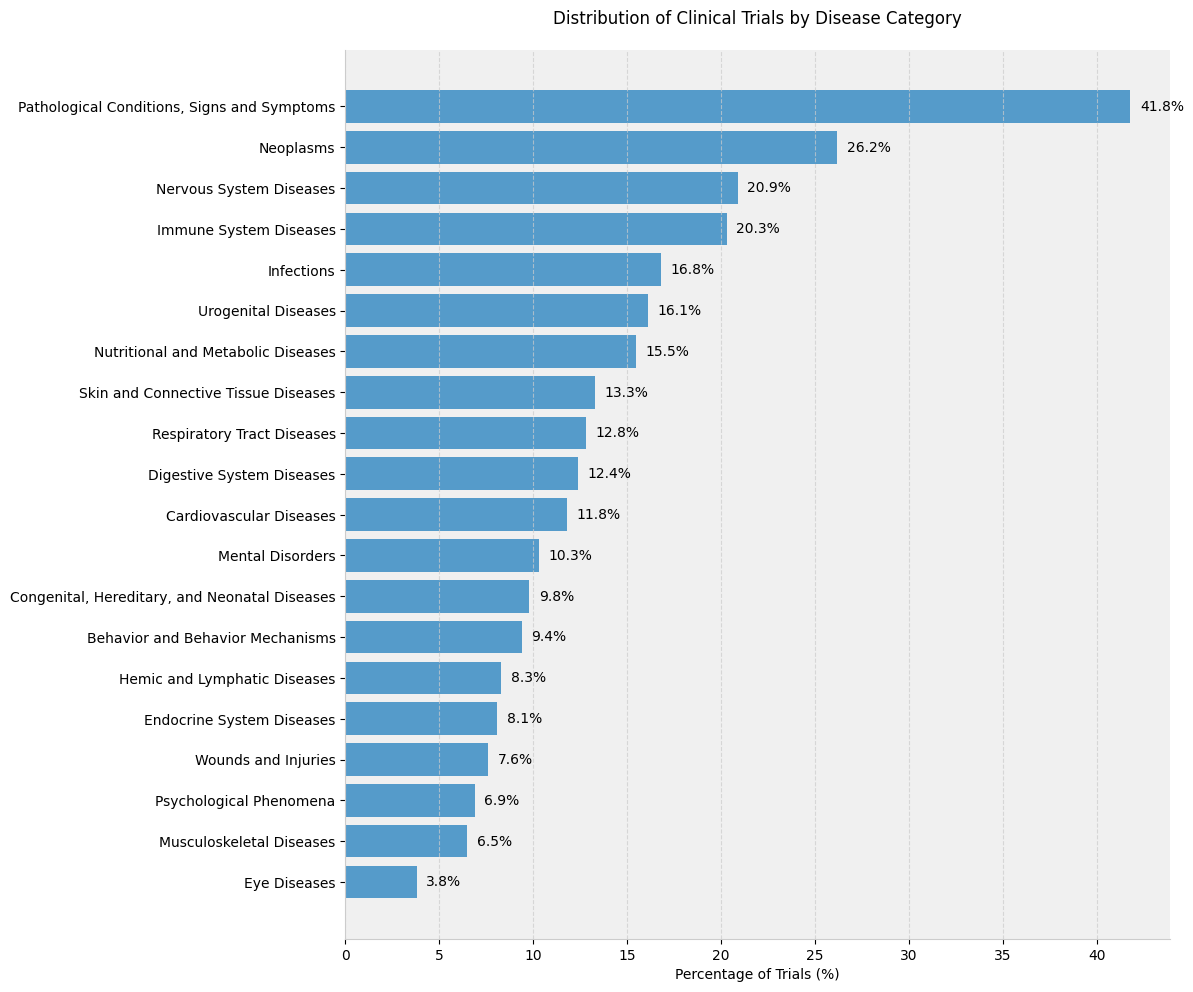 Distribution of Clinical Trials by Disease Category
Pathological Conditions, Signs and Symptoms 41.8%
Neoplasms 26.2%
Nervous System Diseases 20.9%
Immune System Diseases 20.3%
Infections 16.8%
Urogenital Diseases 16.1%
Nutritional and Metabolic Diseases 15.5%
Skin and Connective Tissue Diseases 13.3%
Respiratory Tract Diseases 12.8%
Digestive System Diseases 12.4%
Cardiovascular Diseases 11.8%
Mental Disorders 10.3%
Congenital, Hereditary, and Neonatal Diseases 9.8%
Behavior and Behavior Mechanisms 9.4%
Hemic and Lymphatic Diseases 8.3%
Endocrine System Diseases 8.1%
Wounds and Injuries 7.6%
Psychological Phenomena 6.9%
Musculoskeletal Diseases 6.5%
Eye Diseases 3.8%
0 5 10 15 20 25 30 35 40
Percentage of Trials (%)